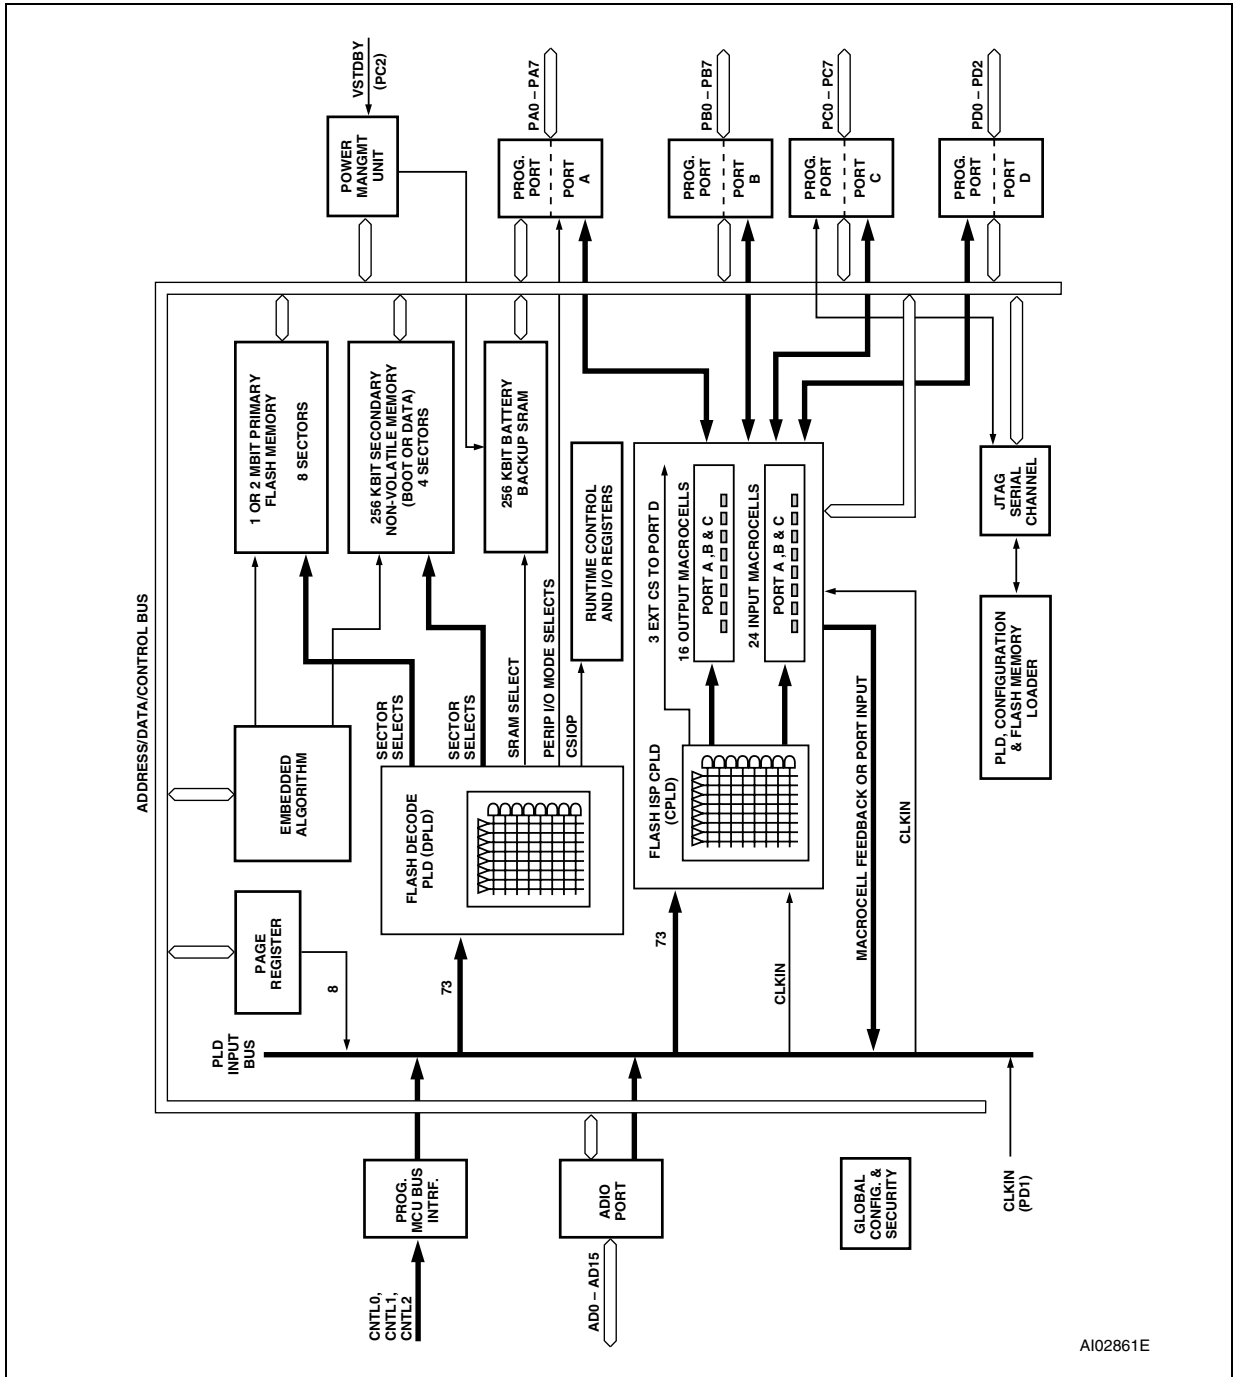 VSTDBY
(PC2)
PA0 – PA7
PB0 – PB7
PC0 – PC7
PD0 – PD2
POWER
MANGMT
UNIT
PROG.
PORT
PORT
A
PROG.
PORT
PORT
B
PROG.
PORT
PORT
C
PROG.
PORT
PORT
D
ADDRESS/DATA/CONTROL BUS
1 OR 2 MBIT PRIMARY
FLASH MEMORY
8 SECTORS
256 KBIT SECONDARY
NON-VOLATILE MEMORY
(BOOT OR DATA)
4 SECTORS
256 KBIT BATTERY
BACKUP SRAM
RUNTIME CONTROL
AND I/O REGISTERS
3 EXT CS TO PORT D
16 OUTPUT MACROCELLS
PORT A ,B & C
24 INPUT MACROCELLS
PORT A ,B & C
JTAG
SERIAL
CHANNEL
PLD, CONFIGURATION
& FLASH MEMORY
LOADER
SECTOR
SELECTS
SECTOR
SELECTS
SRAM SELECT
PERIP I/O MODE SELECTS
CSIOP
EMBEDDED
ALGORITHM
FLASH DECODE
PLD (DPLD)
FLASH ISP CPLD
(CPLD)
MACROCELL FEEDBACK OR PORT INPUT
CLKIN
PAGE
REGISTER
8
73
73
CLKIN
PLD
INPUT
BUS
PROG.
MCU BUS
INTRF.
ADIO
PORT
GLOBAL
CONFIG. &
SECURITY
CLKIN
(PD1)
CNTL0,
CNTL1,
CNTL2
AD0 – AD15
AI02861E